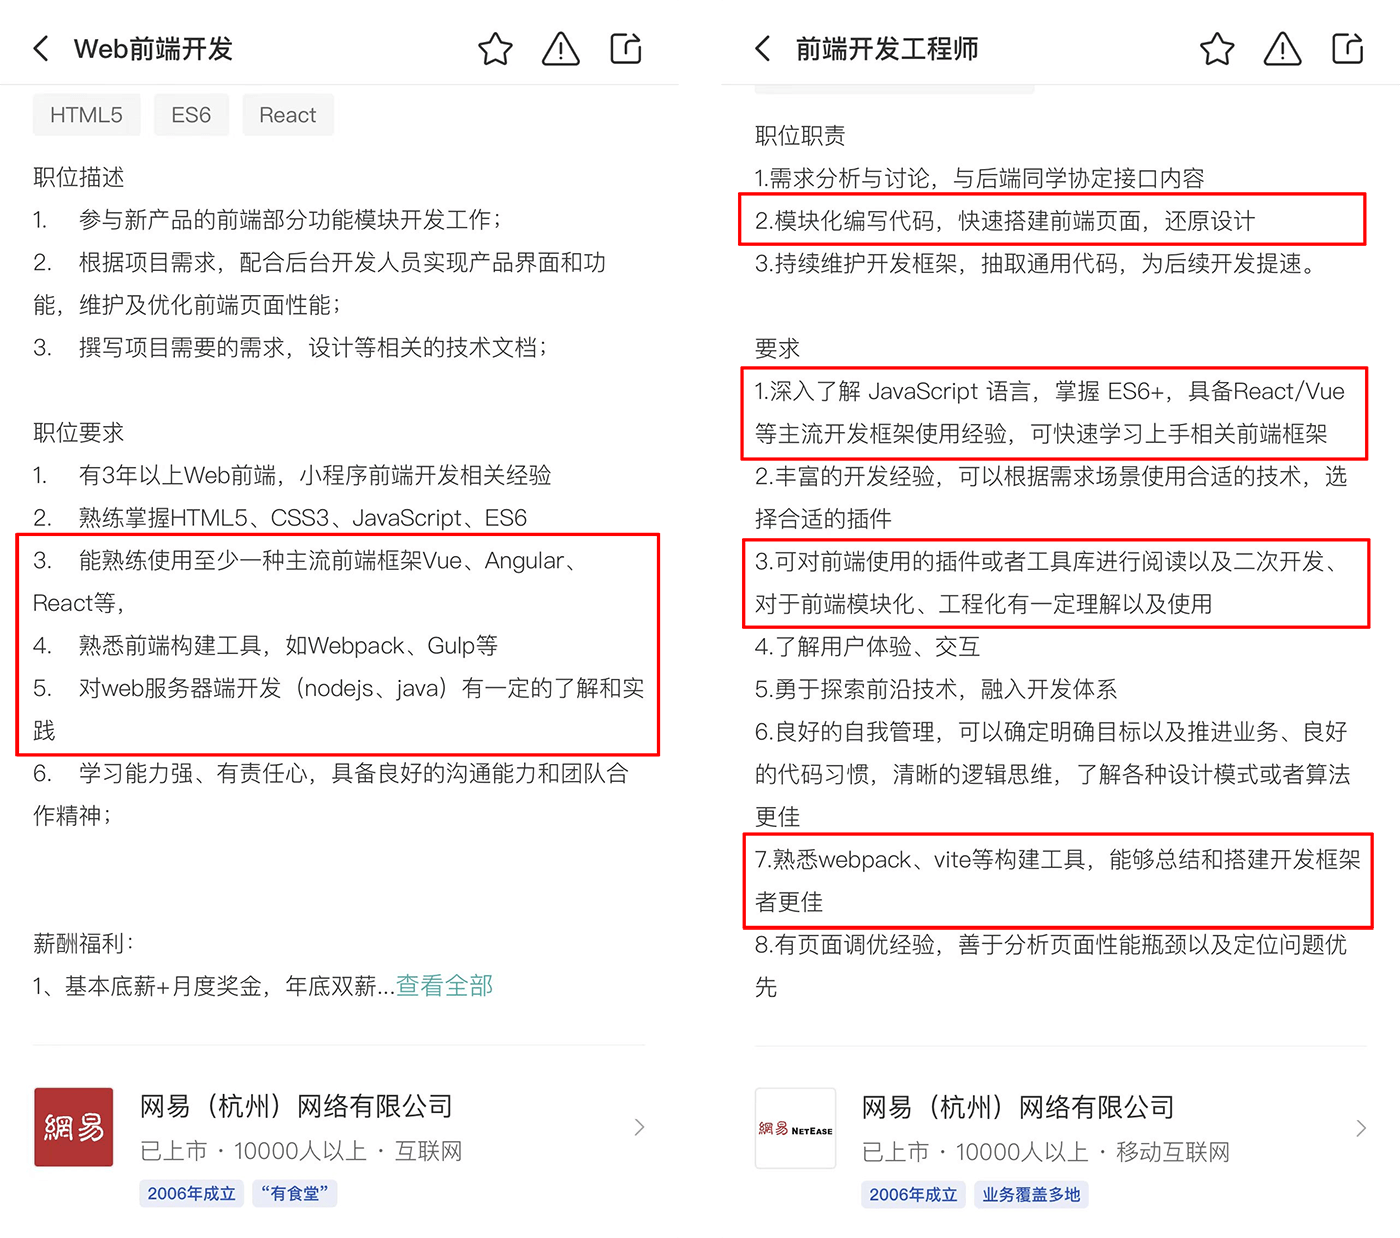 Web前端开发
HTML5 ES6 React
职位描述
1. 参与新产品的前端部分功能模块开发工作；
2. 根据项目需求，配合后台开发人员实现产品界面和功
能，维护及优化前端页面性能；
3. 撰写项目需要的需求，设计等相关的技术文档；
职位要求
1. 有3年以上Web前端，小程序前端开发相关经验
2. 熟练掌握HTML5、CSS3、JavaScript、ES6
3. 能熟练使用至少一种主流前端框架Vue、Angular、
React等，
4. 熟悉前端构建工具，如Webpack、Gulp等
5. 对web服务器端开发（nodejs、java）有一定的了解和实
践
6. 学习能力强、有责任心，具备良好的沟通能力和团队合
作精神；
薪酬福利：
1、基本底薪+月度奖金，年底双薪...查看全部
網易
网易（杭州）网络有限公司
已上市 · 10000人以上 · 互联网
2006年成立 “有食堂”
前端开发工程师
职位职责
1.需求分析与讨论，与后端同学协定接口内容
2.模块化编写代码，快速搭建前端页面，还原设计
3.持续维护开发框架，抽取通用代码，为后续开发提速。
要求
1.深入了解 JavaScript 语言，掌握 ES6+，具备React/Vue
等主流开发框架使用经验，可快速学习上手相关前端框架
2.丰富的开发经验，可以根据需求场景使用合适的技术，选
择合适的插件
3.可对前端使用的插件或者工具库进行阅读以及二次开发、
对于前端模块化、工程化有一定理解以及使用
4.了解用户体验、交互
5.勇于探索前沿技术，融入开发体系
6.良好的自我管理，可以确定明确目标以及推进业务、良好
的代码习惯，清晰的逻辑思维，了解各种设计模式或者算法
更佳
7.熟悉webpack、vite等构建工具，能够总结和搭建开发框架
者更佳
8.有页面调优经验，善于分析页面性能瓶颈以及定位问题优
先
網易 NETEASE
网易（杭州）网络有限公司
已上市 · 10000人以上 · 移动互联网
2006年成立 业务覆盖多地